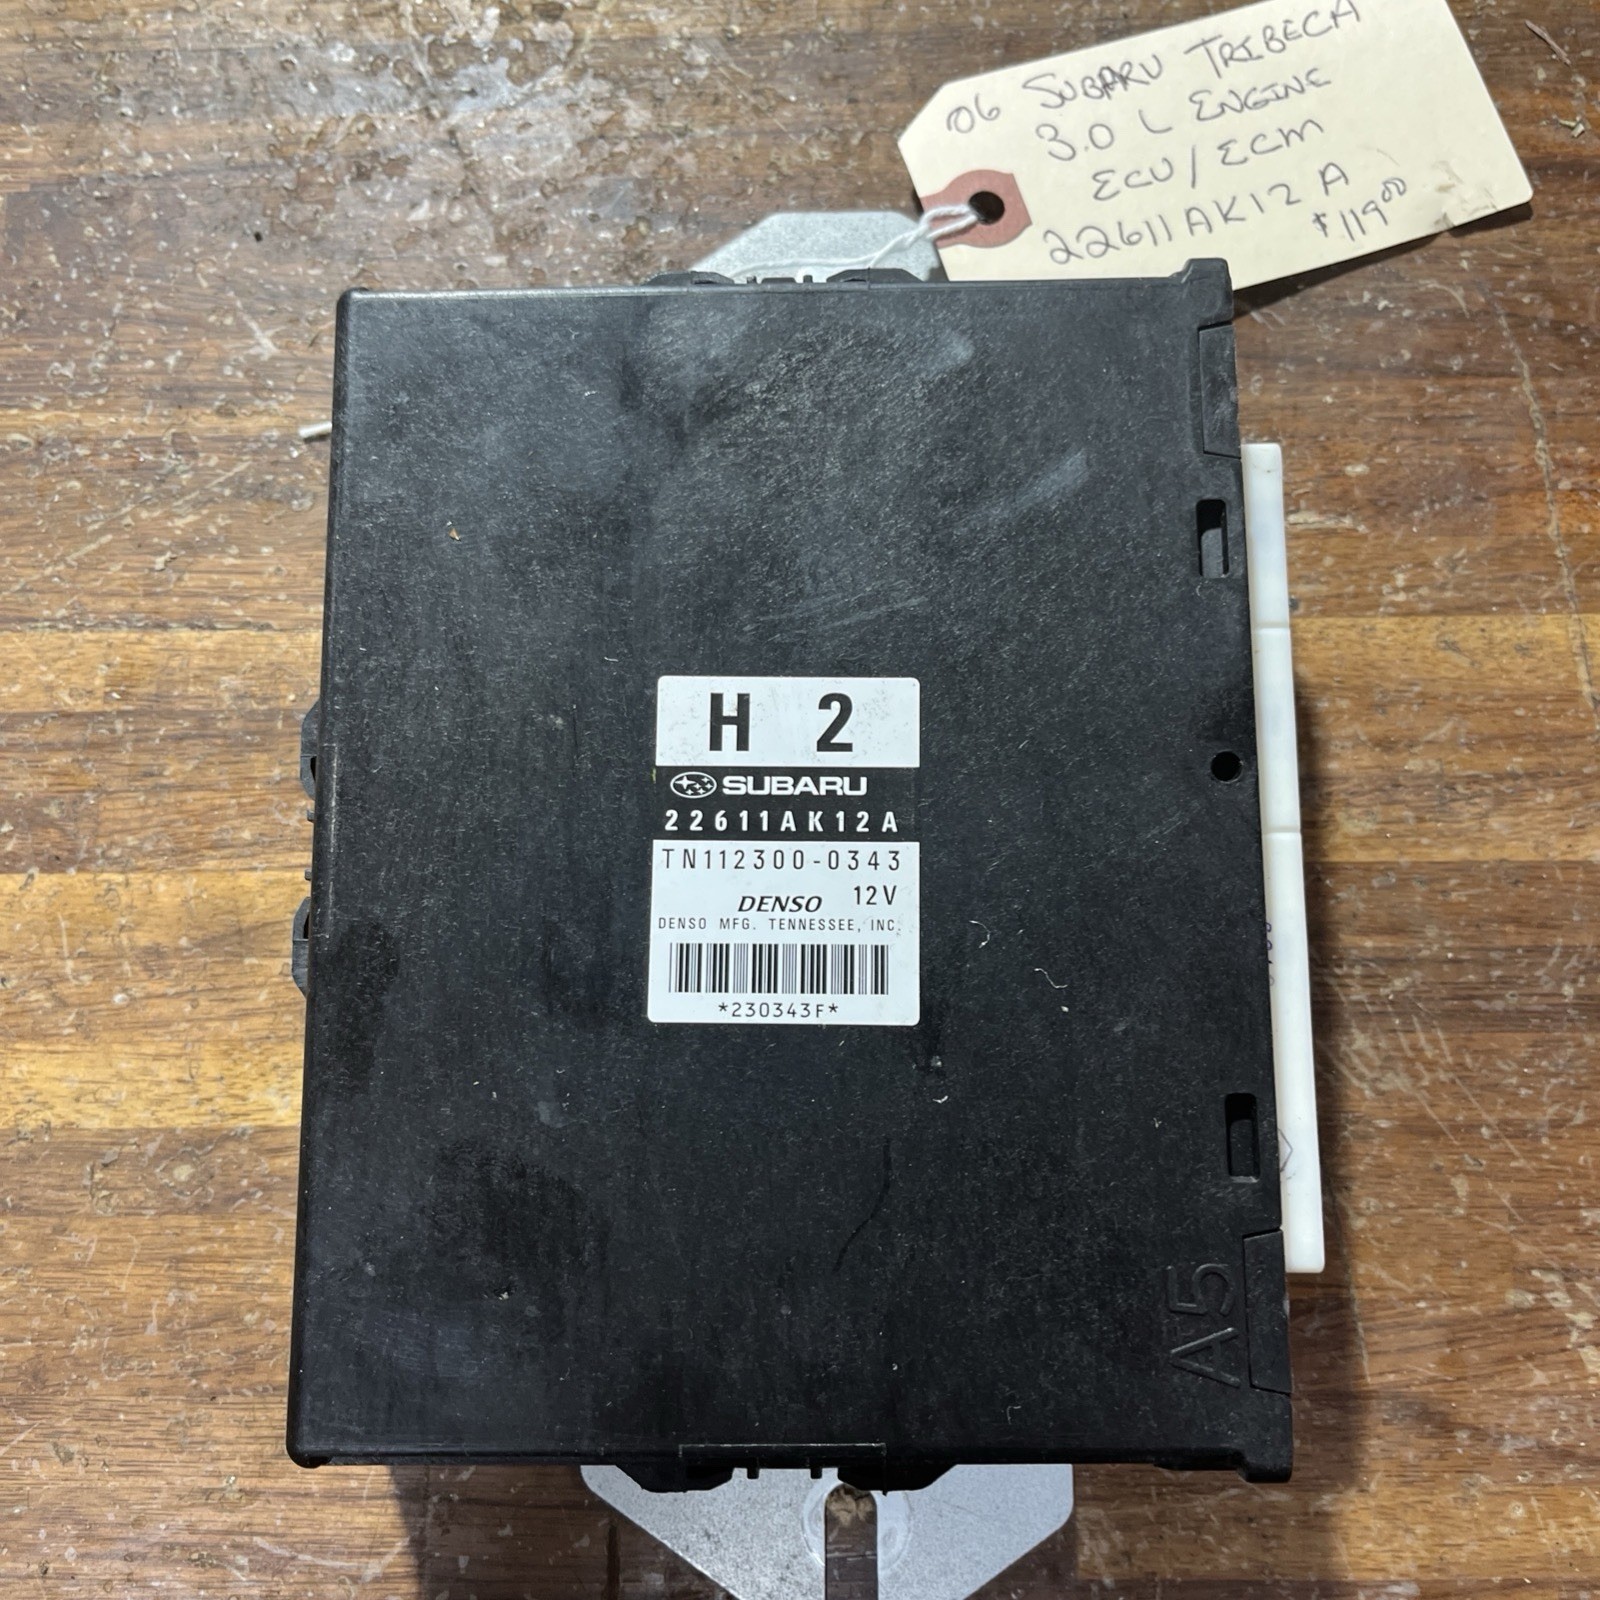 06 SUBARU TRIBECA
3.0 L ENGINE
ECU / ECM
22611AK12A
$119.00
H 2
SUBARU
22611AK12A
TN112300-0343
DENSO 12V
DENSO MFG. TENNESSEE, INC.
*230343F*
A5